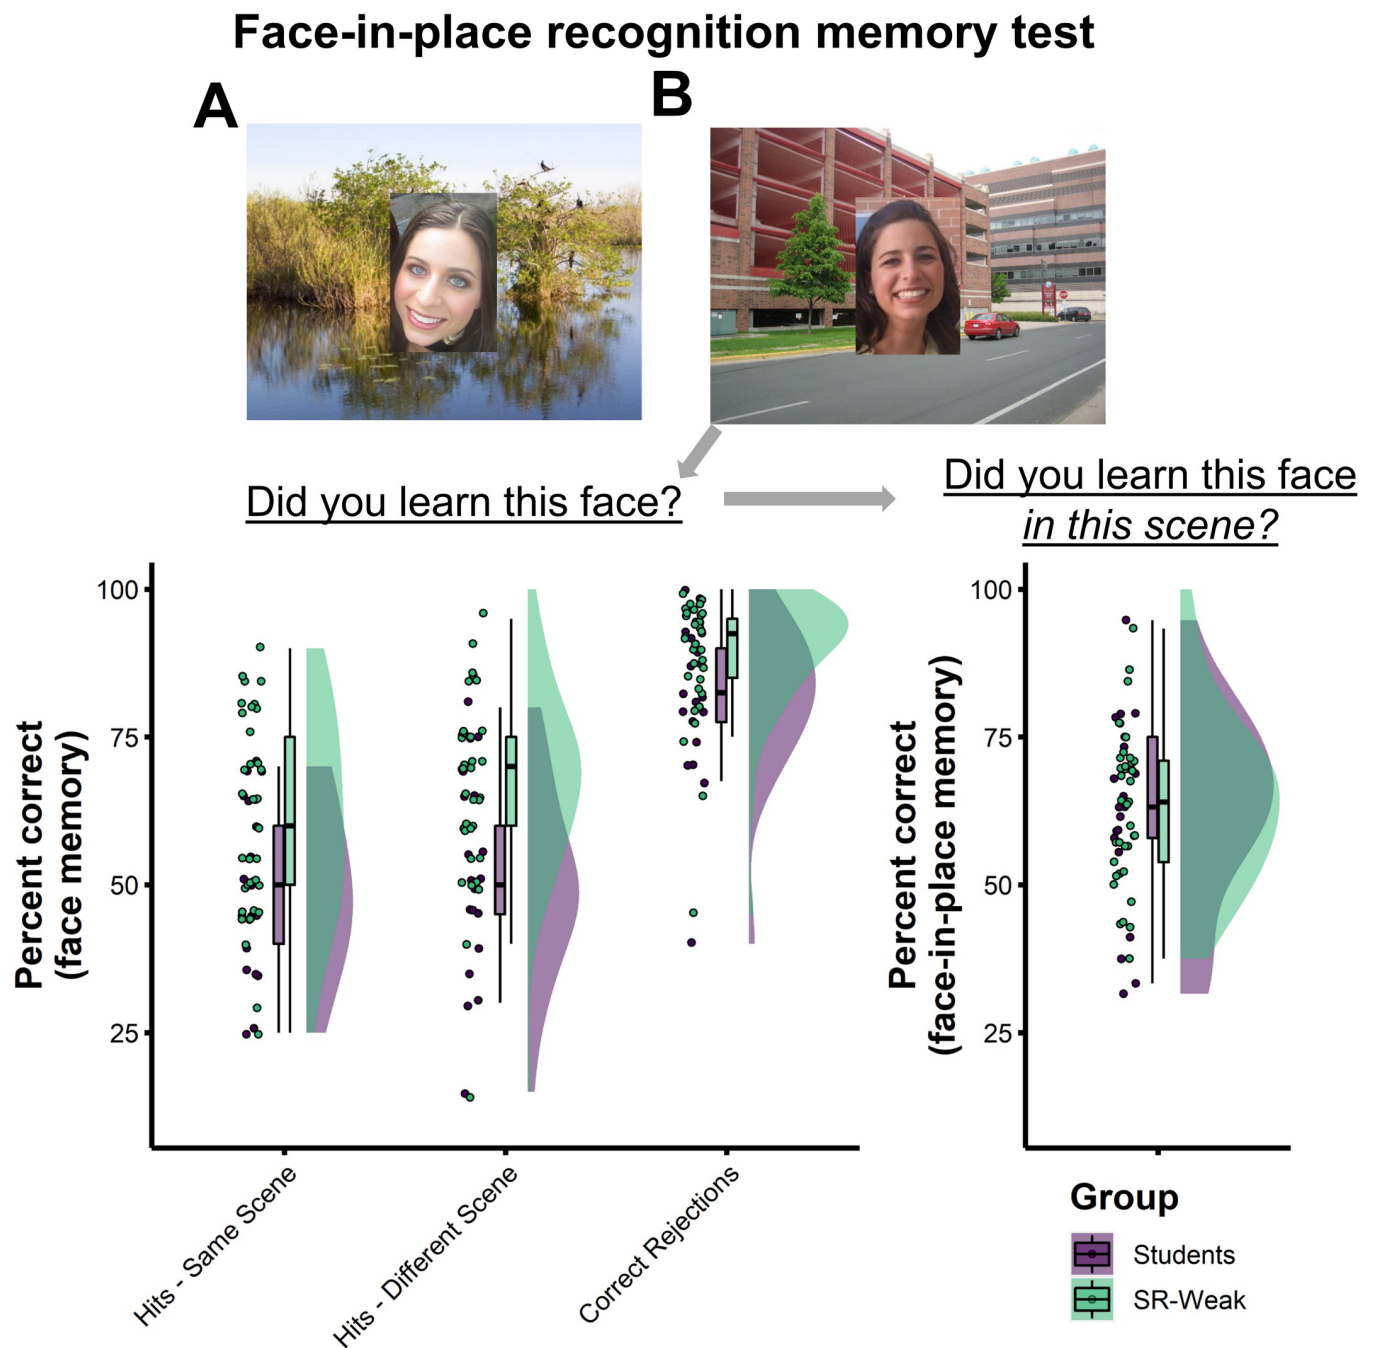 Face-in-place recognition memory test
A
B
Did you learn this face?
Did you learn this face
in this scene?
Percent correct
(face memory)
100
75
50
25
Hits - Same Scene
Hits - Different Scene
Correct Rejections
Percent correct
(face-in-place memory)
100
75
50
25
Group
Students
SR-Weak